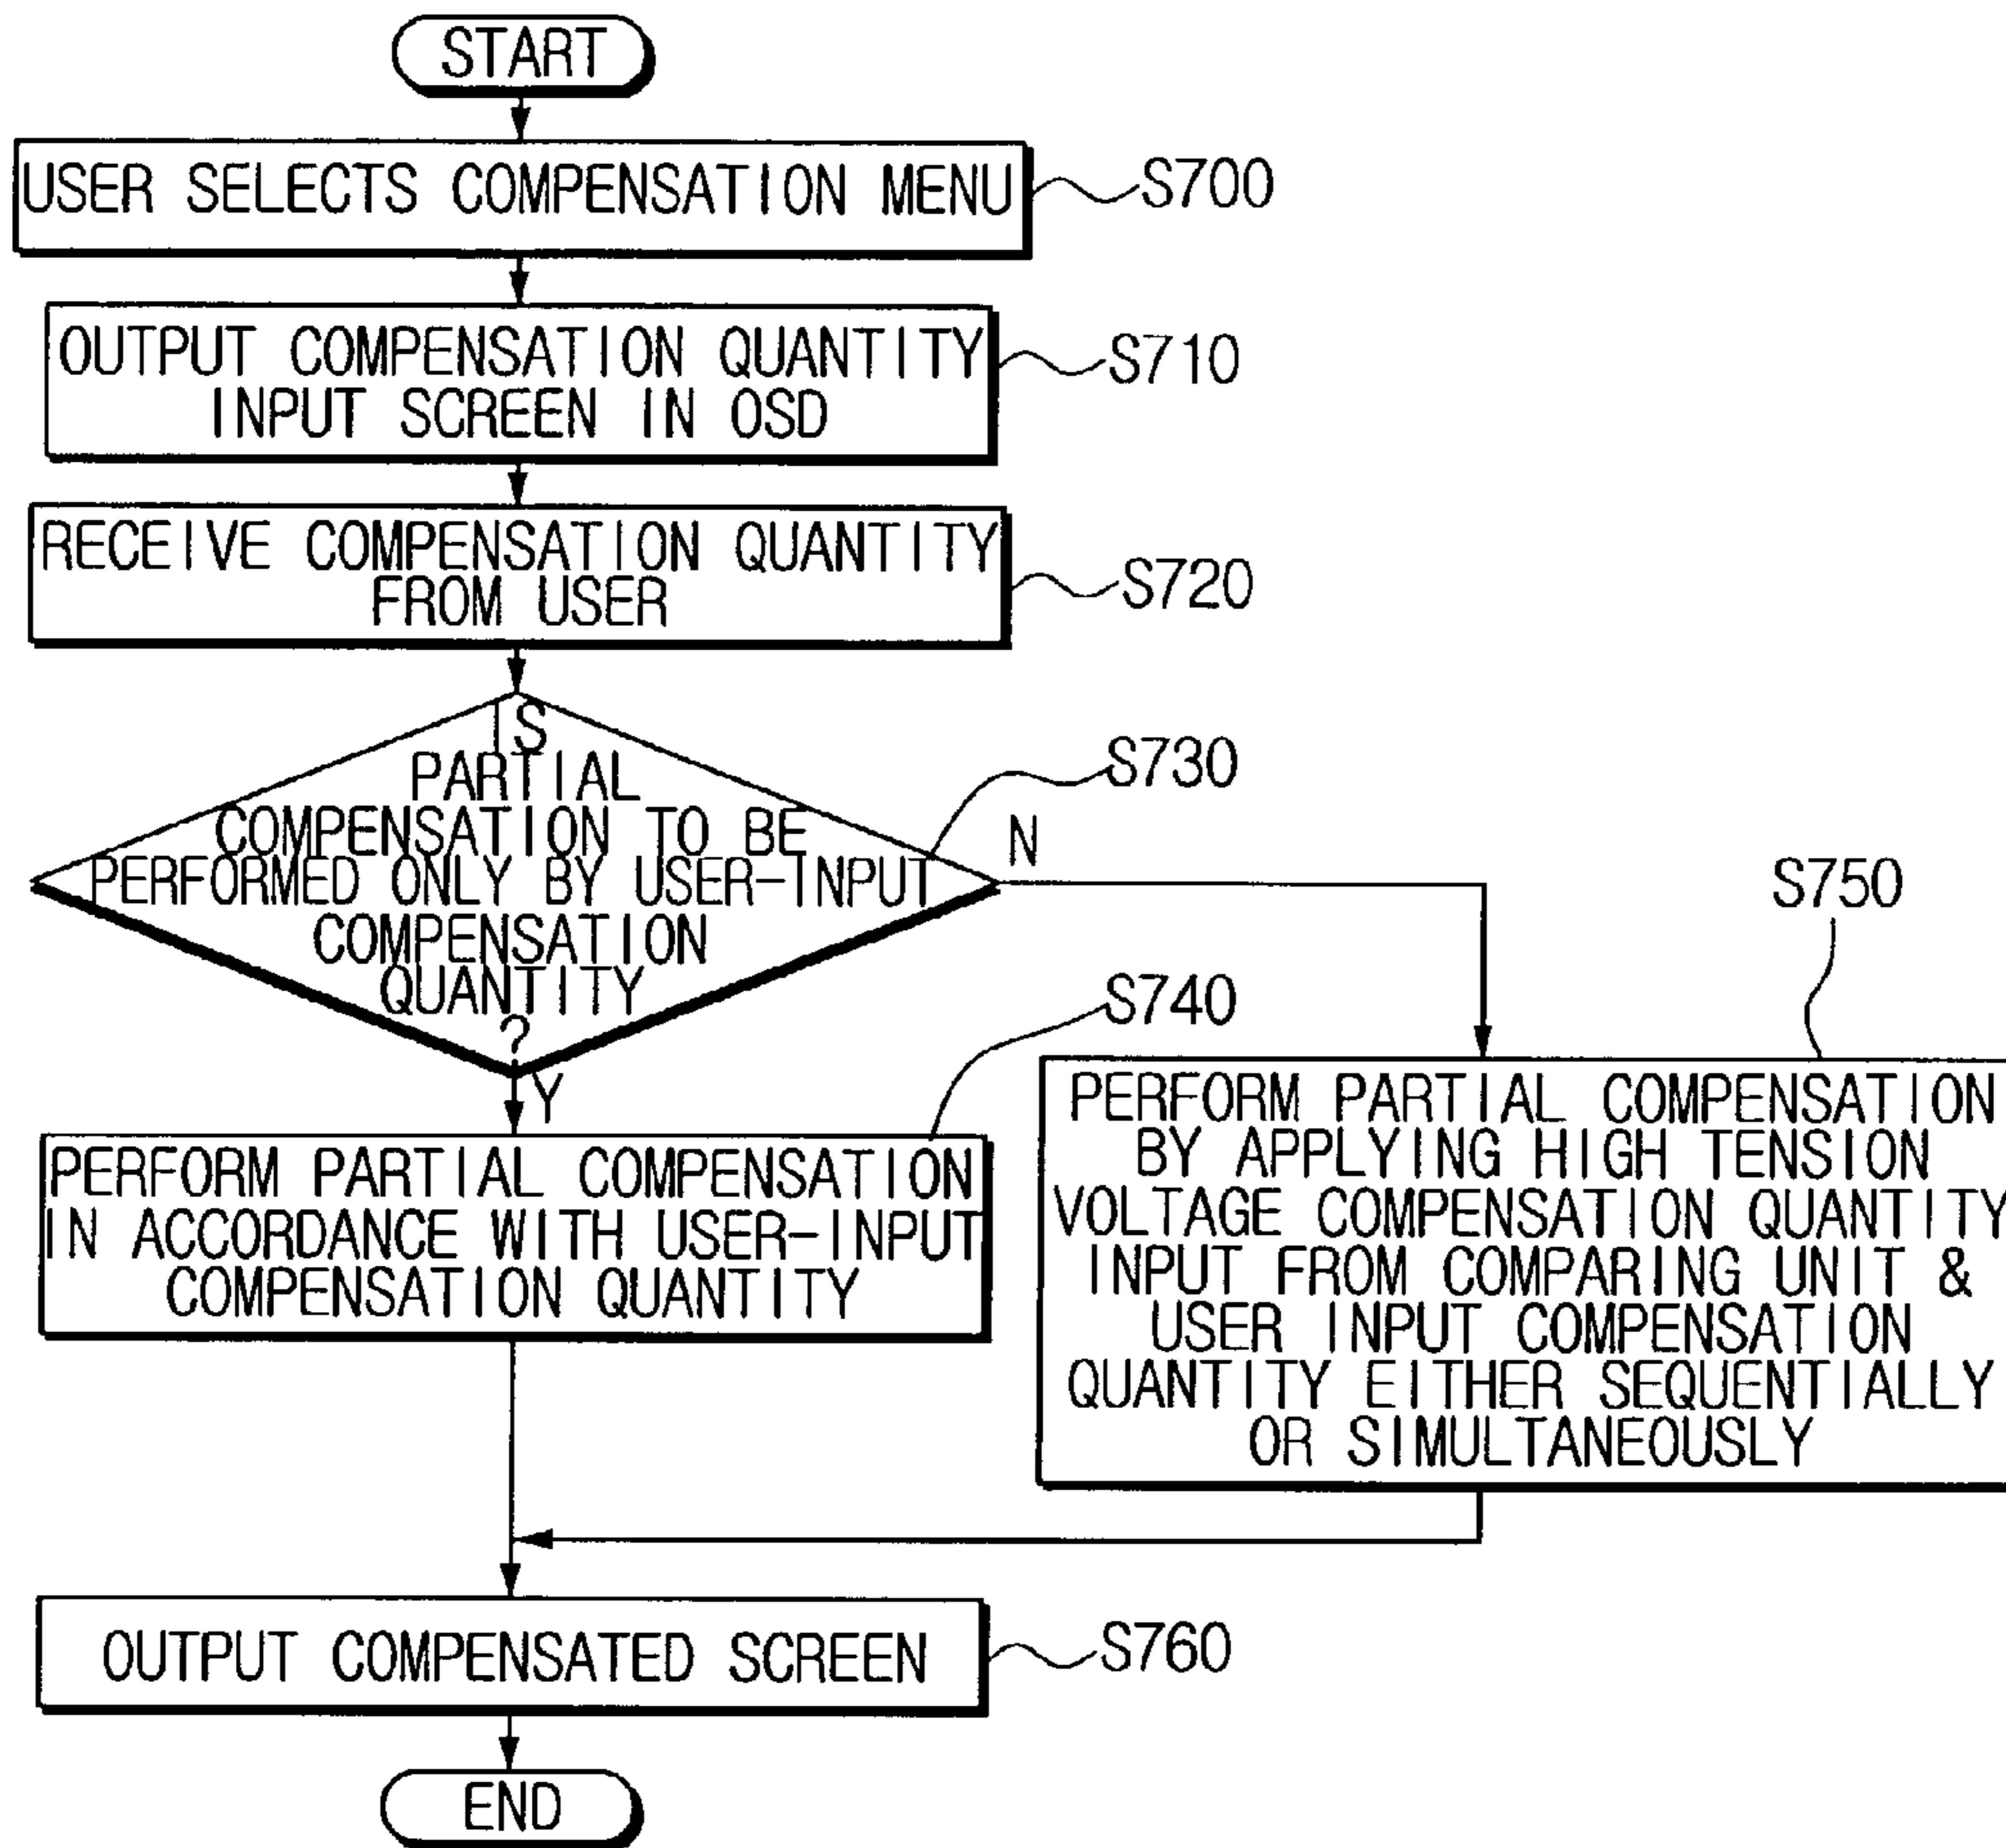 START
USER SELECTS COMPENSATION MENU
S700
OUTPUT COMPENSATION QUANTITY
INPUT SCREEN IN OSD
S710
RECEIVE COMPENSATION QUANTITY
FROM USER
S720
IS
PARTIAL
COMPENSATION TO BE
PERFORMED ONLY BY USER-INPUT
COMPENSATION
QUANTITY
?
S730
N
Y
S740
PERFORM PARTIAL COMPENSATION
IN ACCORDANCE WITH USER-INPUT
COMPENSATION QUANTITY
S750
PERFORM PARTIAL COMPENSATION
BY APPLYING HIGH TENSION
VOLTAGE COMPENSATION QUANTITY
INPUT FROM COMPARING UNIT &
USER INPUT COMPENSATION
QUANTITY EITHER SEQUENTIALLY
OR SIMULTANEOUSLY
OUTPUT COMPENSATED SCREEN
S760
END